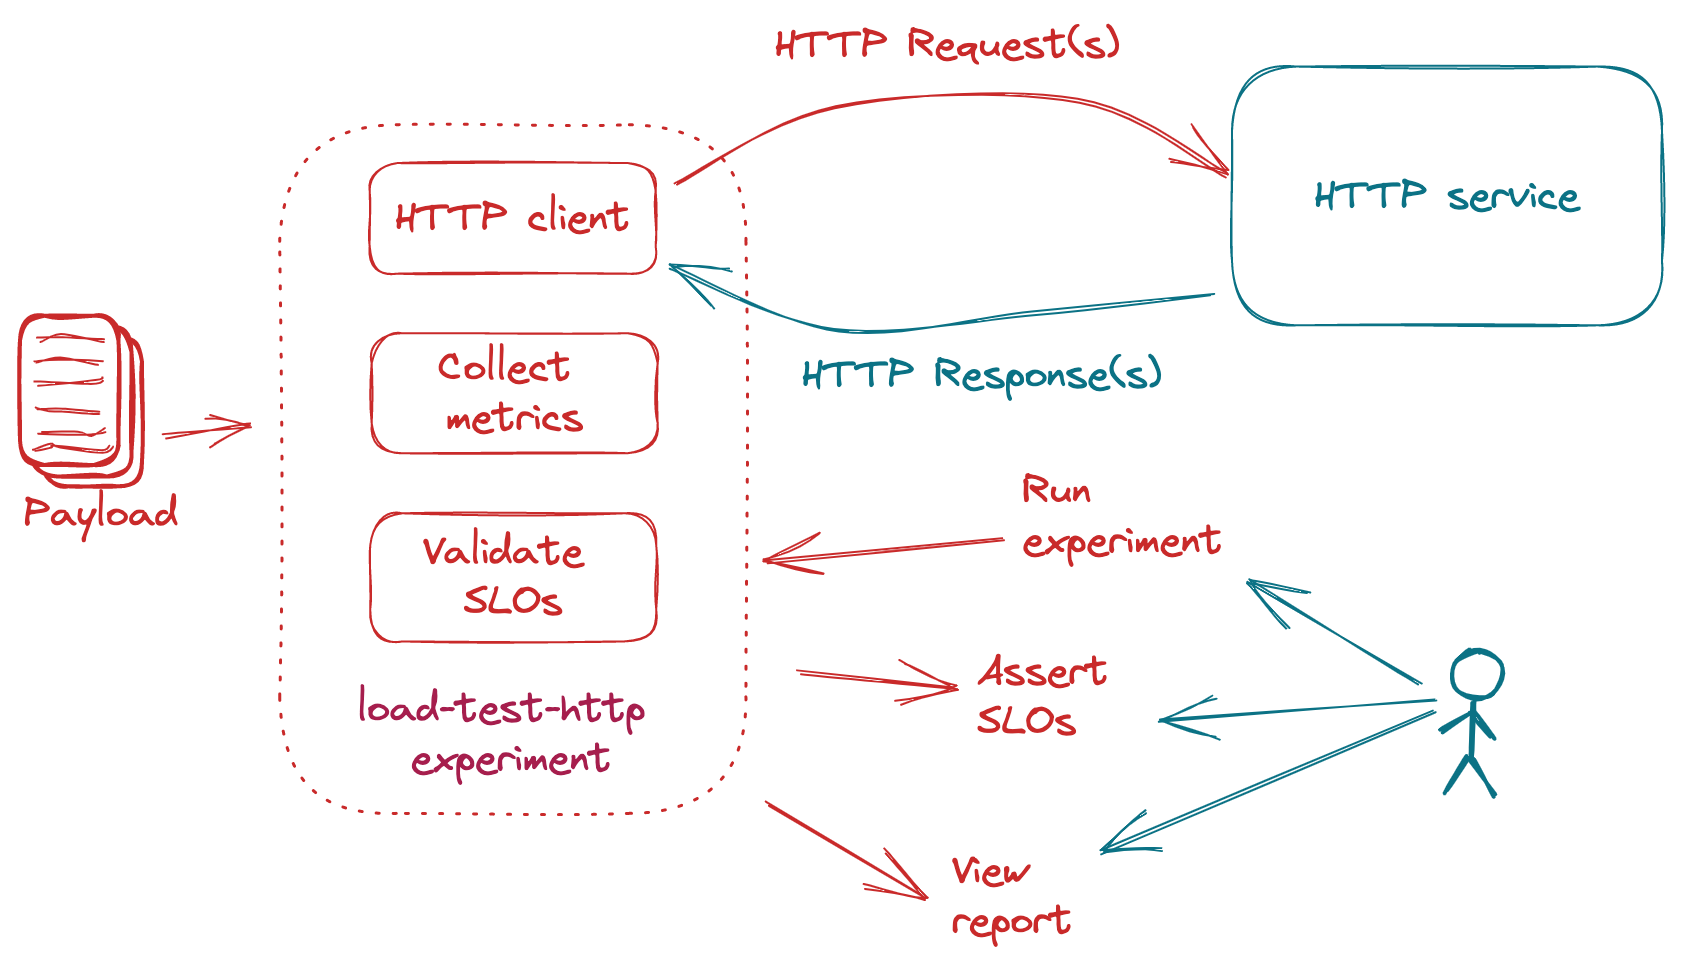 HTTP Request(s)
HTTP client
HTTP service
Collect
metrics
HTTP Response(s)
Payload
Validate
SLOs
Run
experiment
load-test-http
experiment
Assert
SLOs
View
report